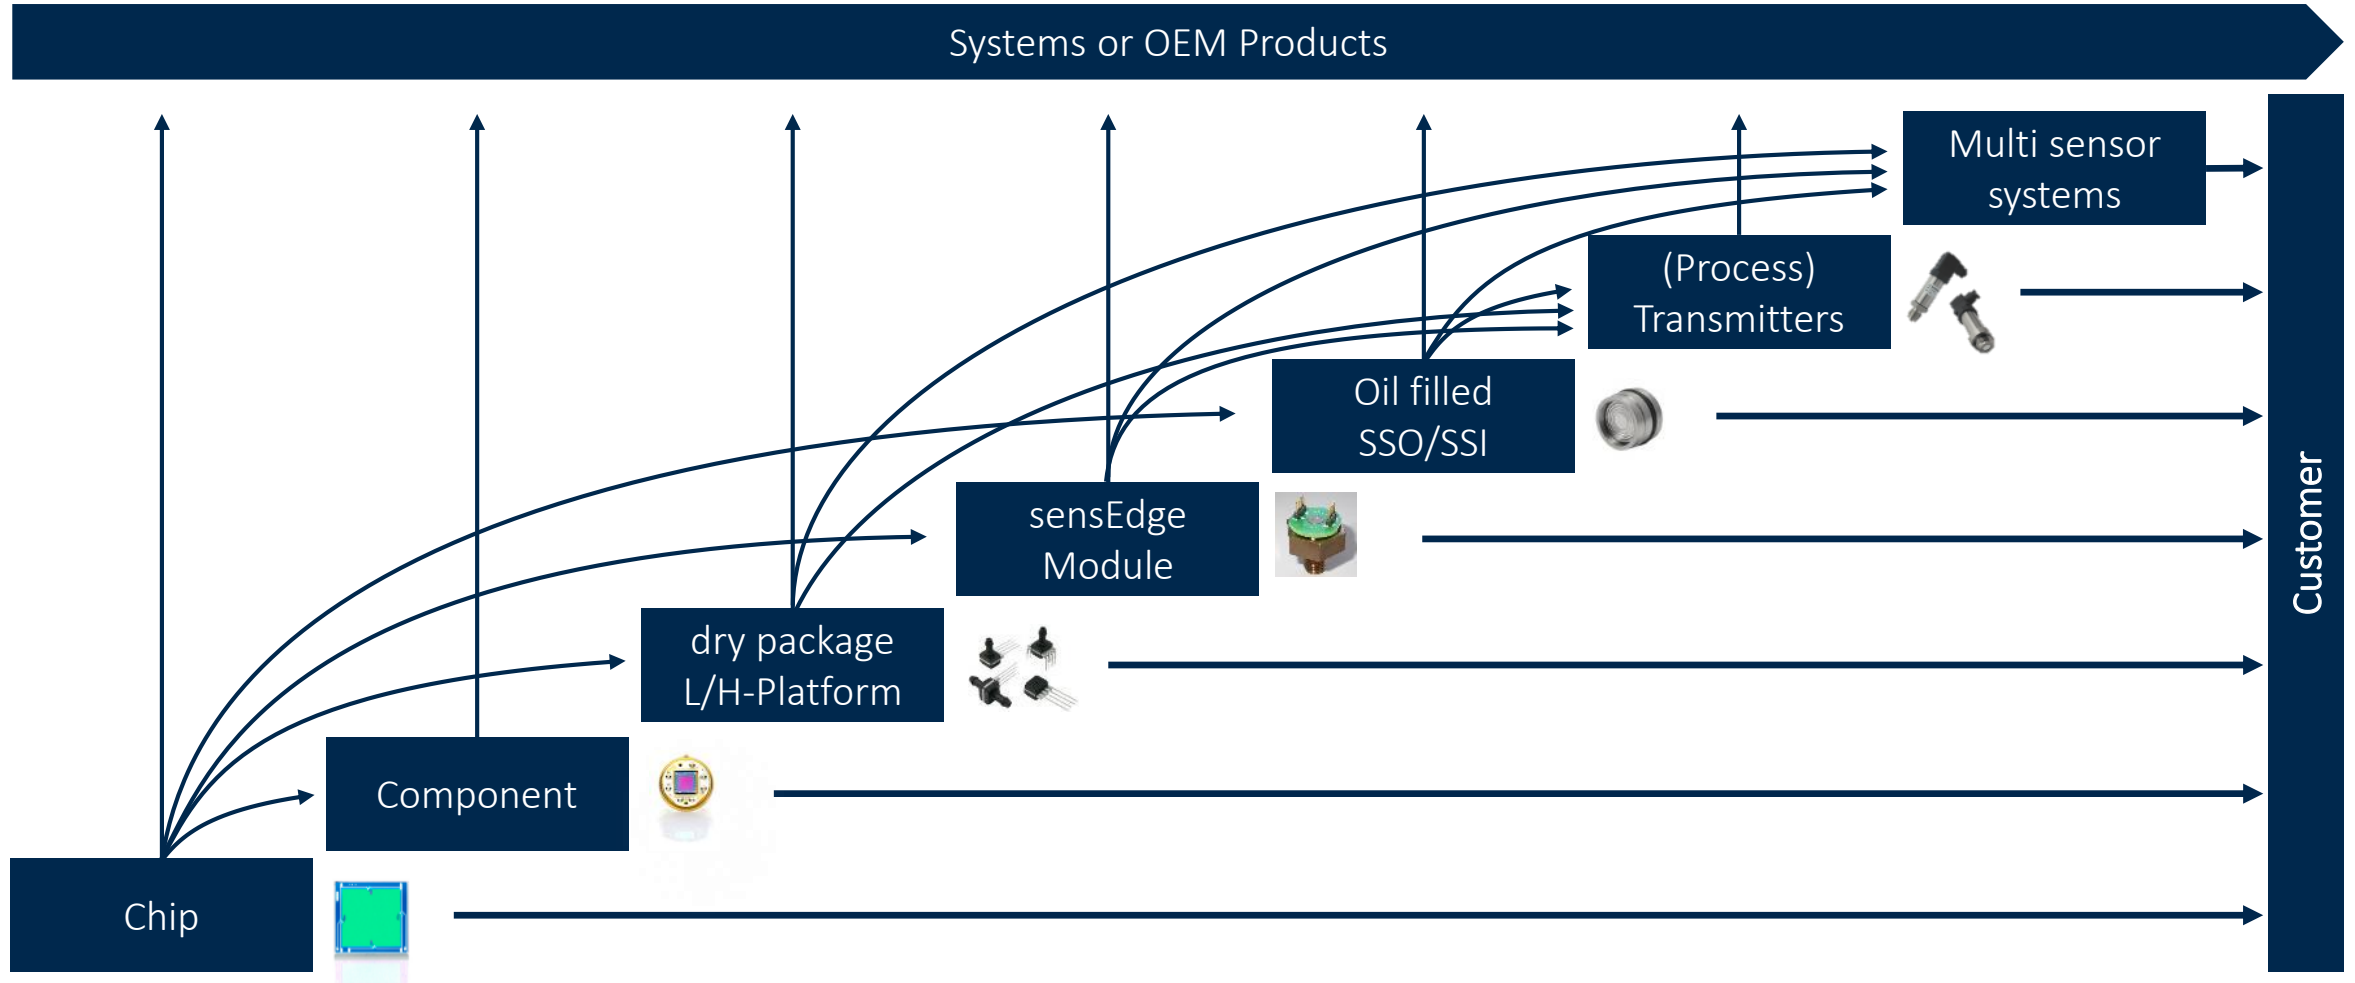 Systems or OEM Products
Multi sensor
systems
(Process)
Transmitters
Oil filled
SSO/SSI
sensEdge
Module
dry package
L/H-Platform
Component
Chip
Customer